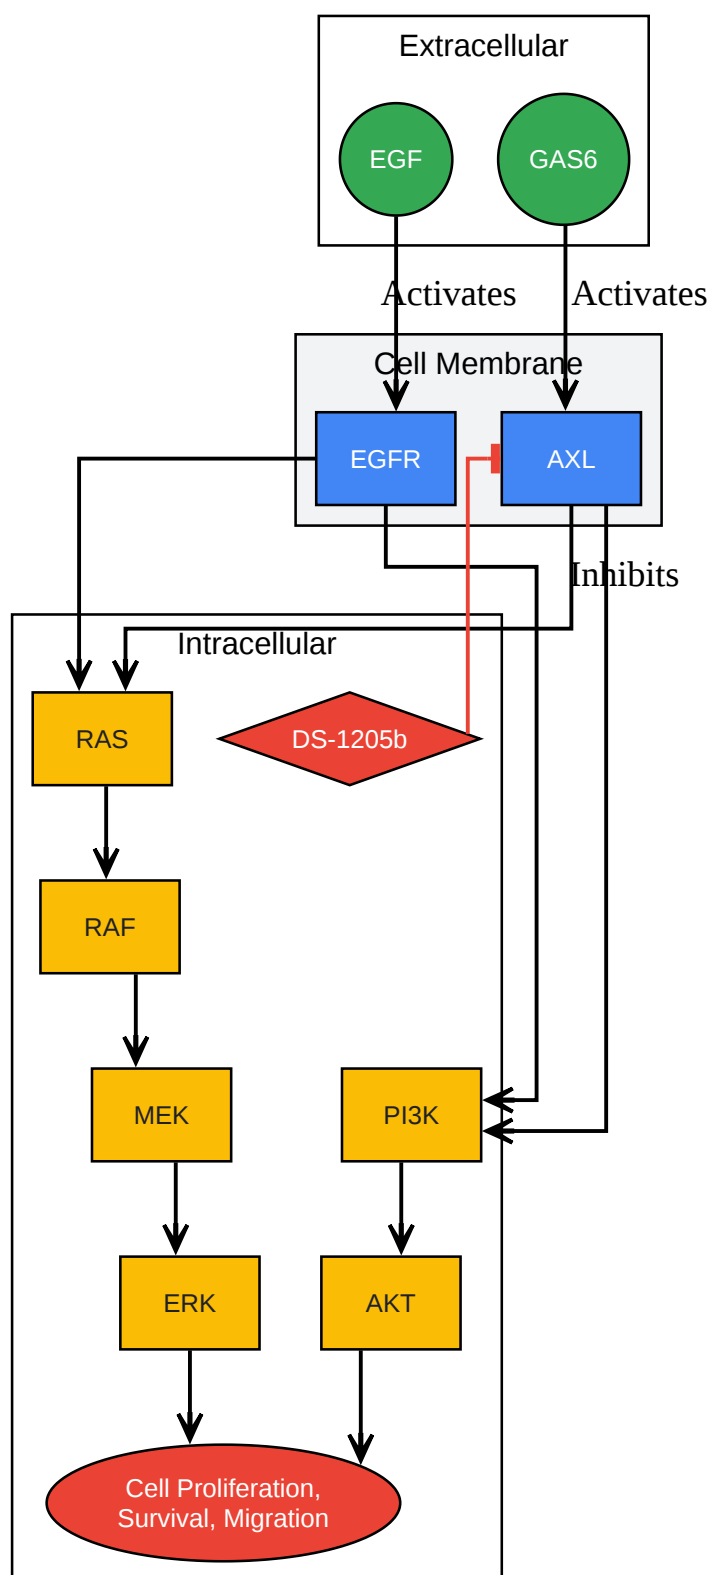 Extracellular
EGF
GAS6
Activates
Activates
Cell Membrane
EGFR
AXL
Inhibits
Intracellular
RAS
DS-1205b
RAF
MEK
PI3K
ERK
AKT
Cell Proliferation,
Survival, Migration